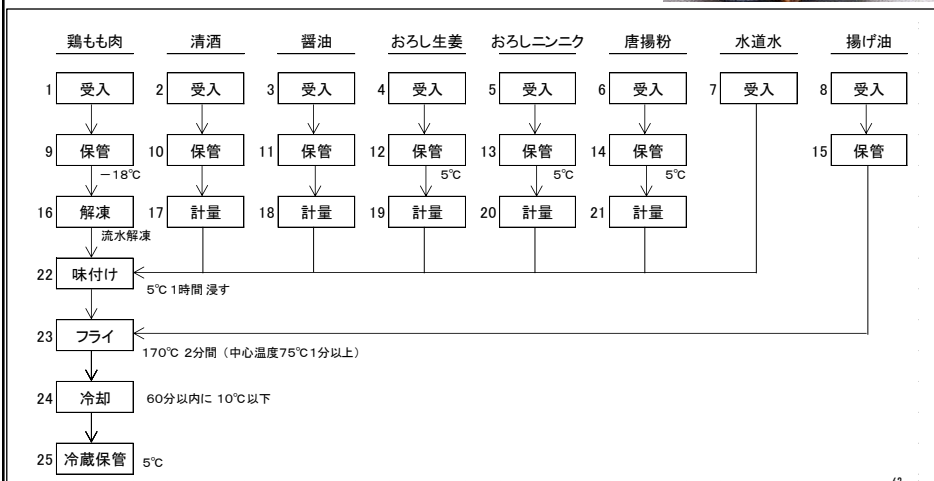 鶏もも肉 清酒 醤油 おろし生姜 おろしニンニク 唐揚粉 水道水 揚げ油
1 受入 2 受入 3 受入 4 受入 5 受入 6 受入 7 受入 8 受入
9 保管 10 保管 11 保管 12 保管 13 保管 14 保管 15 保管
−18℃ 5℃ 5℃ 5℃
16 解凍 17 計量 18 計量 19 計量 20 計量 21 計量
流水解凍
22 味付け
5℃ 1時間 浸す
23 フライ
170℃ 2分間（中心温度75℃1分以上）
24 冷却 60分以内に 10℃以下
25 冷蔵保管 5℃